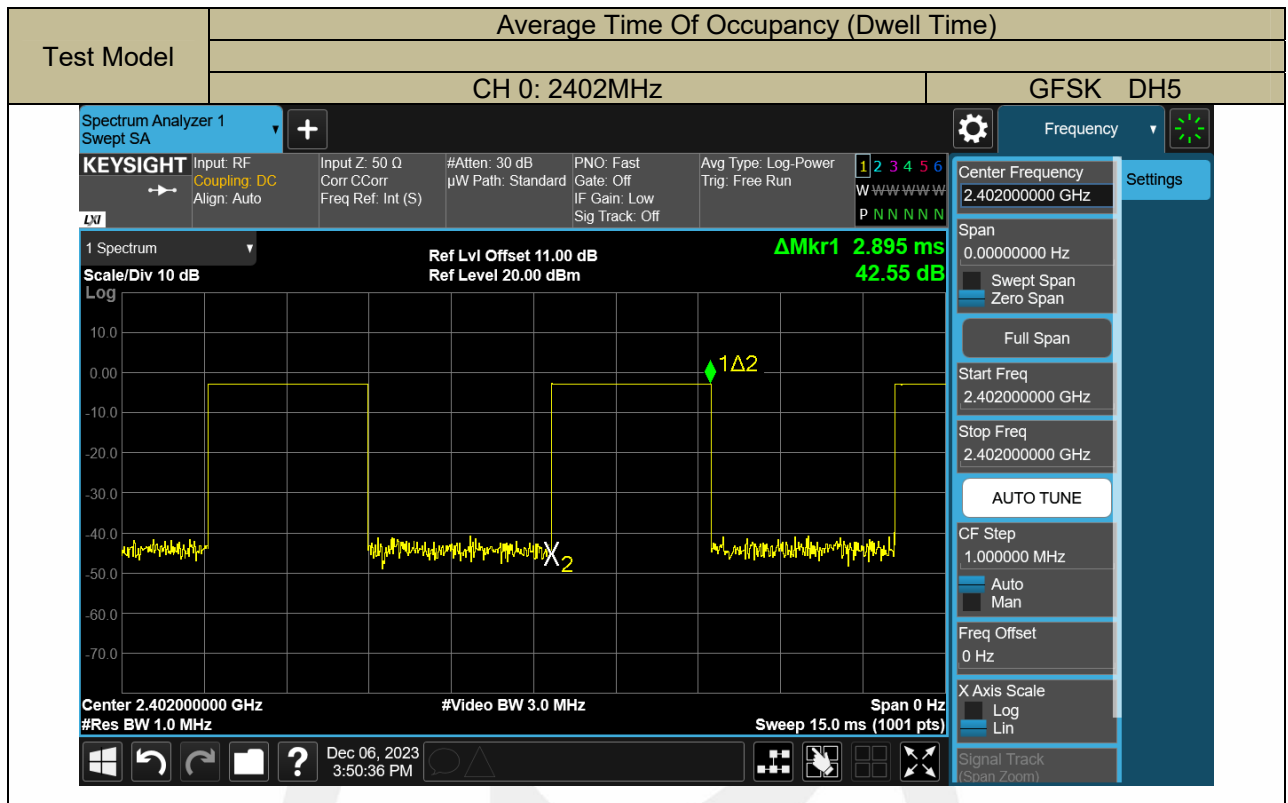 Test Model
Average Time Of Occupancy (Dwell Time)
CH 0: 2402MHz
GFSK DH5
Spectrum Analyzer 1
Swept SA
+
Frequency
KEYSIGHT
LXI
Input: RF
Coupling: DC
Align: Auto
Input Z: 50 Ω
Corr CCorr
Freq Ref: Int (S)
#Atten: 30 dB
µW Path: Standard
PNO: Fast
Gate: Off
IF Gain: Low
Sig Track: Off
Avg Type: Log-Power
Trig: Free Run
1 2 3 4 5 6
W W W W W W
P N N N N N
1 Spectrum
Scale/Div 10 dB
Log
Ref Lvl Offset 11.00 dB
Ref Level 20.00 dBm
ΔMkr1 2.895 ms
42.55 dB
10.0
0.00
-10.0
-20.0
-30.0
-40.0
-50.0
-60.0
-70.0
1Δ2
X2
Center 2.402000000 GHz
#Res BW 1.0 MHz
#Video BW 3.0 MHz
Span 0 Hz
Sweep 15.0 ms (1001 pts)
Center Frequency
2.402000000 GHz
Settings
Span
0.00000000 Hz
Swept Span
Zero Span
Full Span
Start Freq
2.402000000 GHz
Stop Freq
2.402000000 GHz
AUTO TUNE
CF Step
1.000000 MHz
Auto
Man
Freq Offset
0 Hz
X Axis Scale
Log
Lin
Signal Track
(Span Zoom)
?
Dec 06, 2023
3:50:36 PM